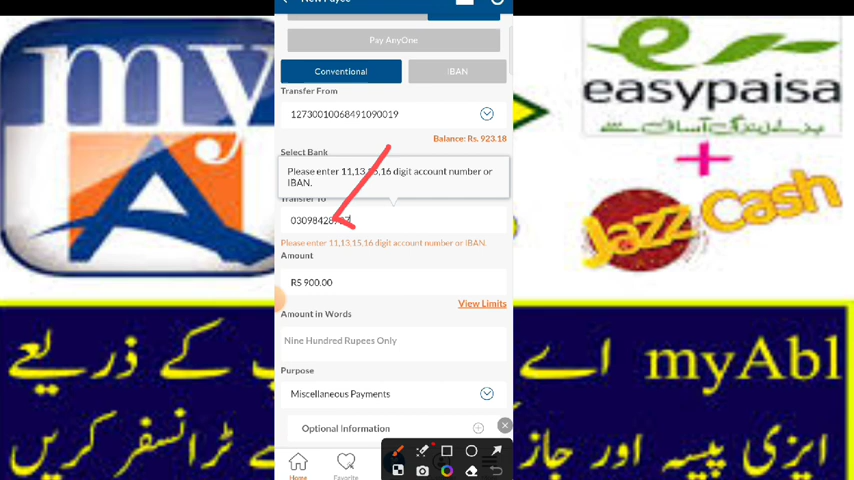 New Payee
Pay AnyOne
Conventional
IBAN
Transfer From
12730010068491090019
Balance: Rs. 923.18
Select Bank
Please enter 11,13,15,16 digit account number or
IBAN.
Transfer To
Please enter 11,13,15,16 digit account number or IBAN.
Amount
RS 900.00
View Limits
Amount in Words
Nine Hundred Rupees Only
Purpose
Miscellaneous Payments
Optional Information
Home
Favorite
my
A
easypaisa
JazzCash
myAbl اے
کے ذریعے
ایزی پیسہ اور جاز
ٹرانسفر کریں